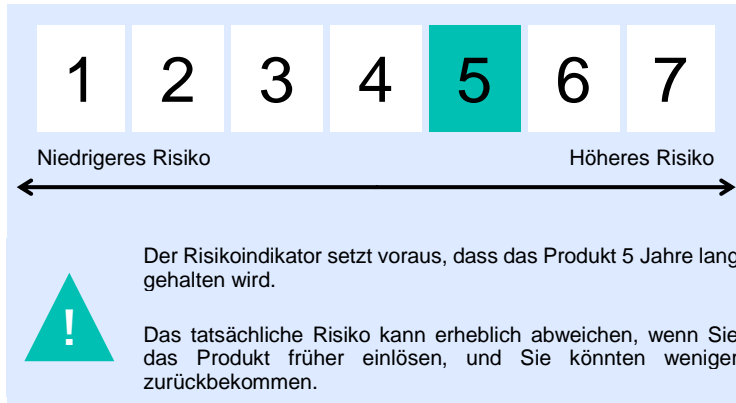 1 2 3 4 5 6 7
Niedrigeres Risiko Höheres Risiko
Der Risikoindikator setzt voraus, dass das Produkt 5 Jahre lang
gehalten wird.
!
Das tatsächliche Risiko kann erheblich abweichen, wenn Sie
das Produkt früher einlösen, und Sie könnten weniger
zurückbekommen.